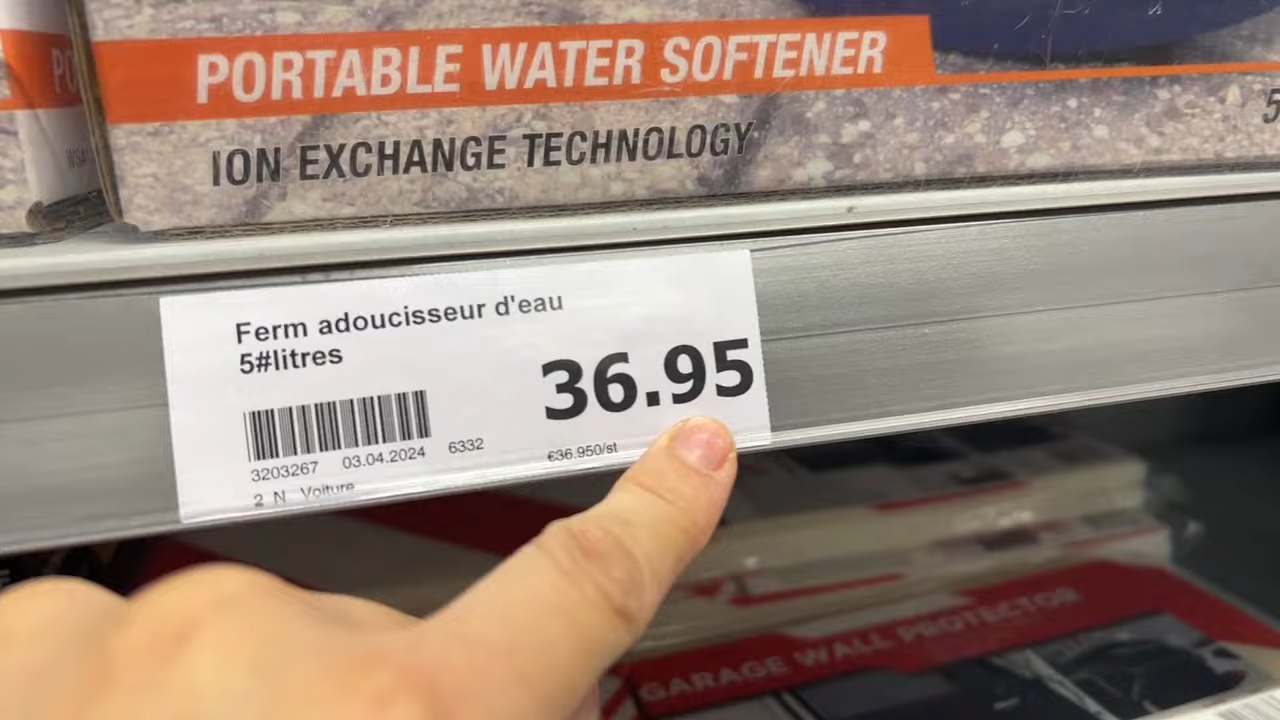 PORTABLE WATER SOFTENER
ION EXCHANGE TECHNOLOGY
Ferm adoucisseur d'eau
5#litres
36.95
3203267 03.04.2024 6332
€36.950/st
2 N Voiture
GARAGE WALL PROTECTOR